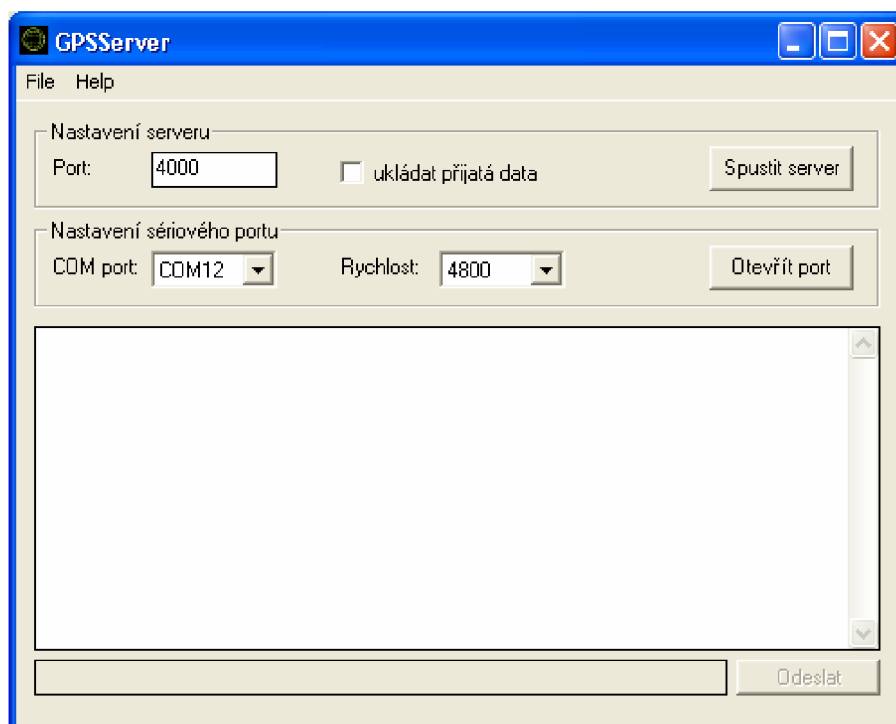 GPSServer
File Help
Nastavení serveru
Port: 4000 ukládat přijatá data Spustit server
Nastavení sériového portu
COM port: COM12 Rychlost: 4800 Otevřít port
Odeslat